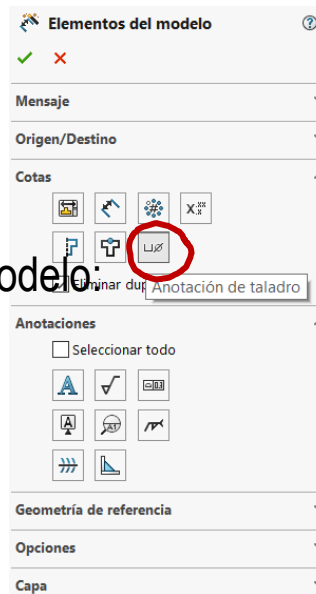 Elementos del modelo
Mensaje
Origen/Destino
Cotas
odelo:
Eliminar dup
Anotación de taladro
Anotaciones
Seleccionar todo
Geometría de referencia
Opciones
Capa